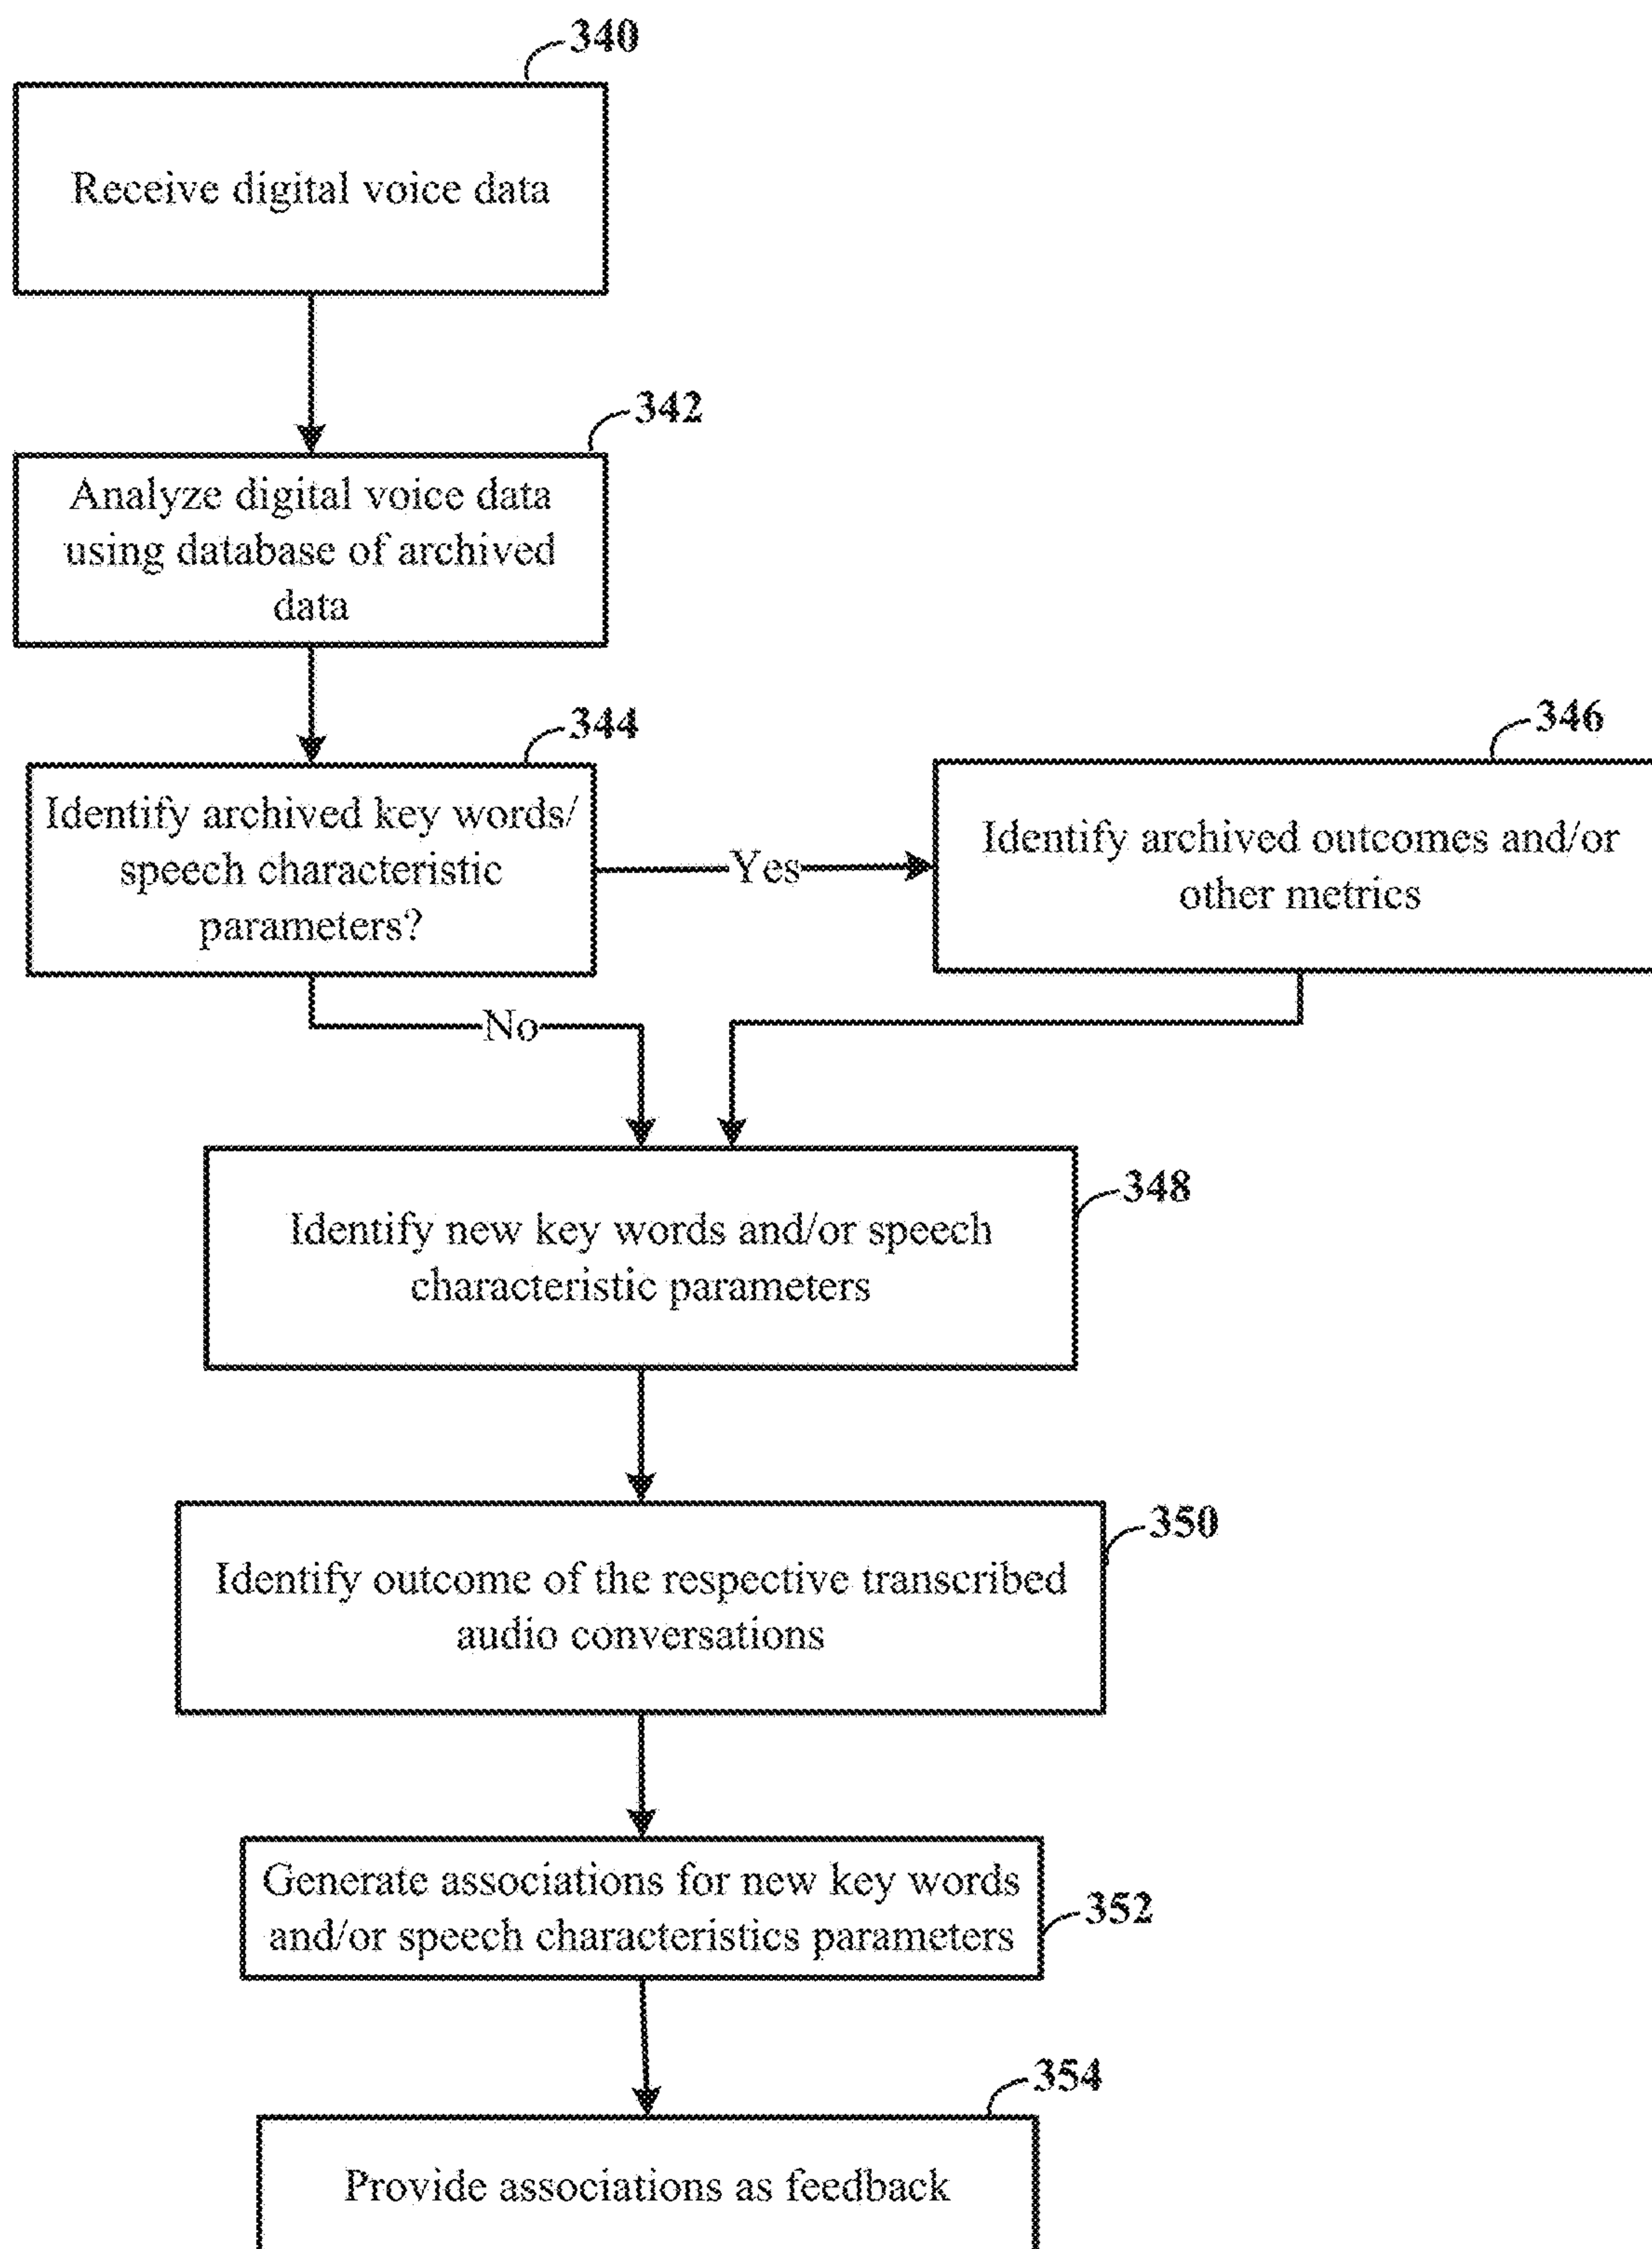 340
Receive digital voice data
342
Analyze digital voice data
using database of archived
data
344
Identify archived key words/
speech characteristic
parameters?
Yes
346
Identify archived outcomes and/or
other metrics
No
348
Identify new key words and/or speech
characteristic parameters
350
Identify outcome of the respective transcribed
audio conversations
Generate associations for new key words
and/or speech characteristics parameters
352
354
Provide associations as feedback